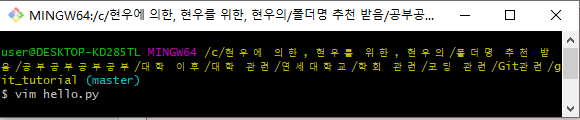 MINGW64:/c/현우에 의한, 현우를 위한, 현우의/폴더명 추천 받음/공부공...
user@DESKTOP-KD285TL MINGW64 /c/현우에 의한, 현우를 위한, 현우의/폴더명 추천 받
음/공부공부공부공부/대학 이후/대학 관련/연세대학교/학회 관련/코딩 관련/Git관련/g
it_tutorial (master)
$ vim hello.py